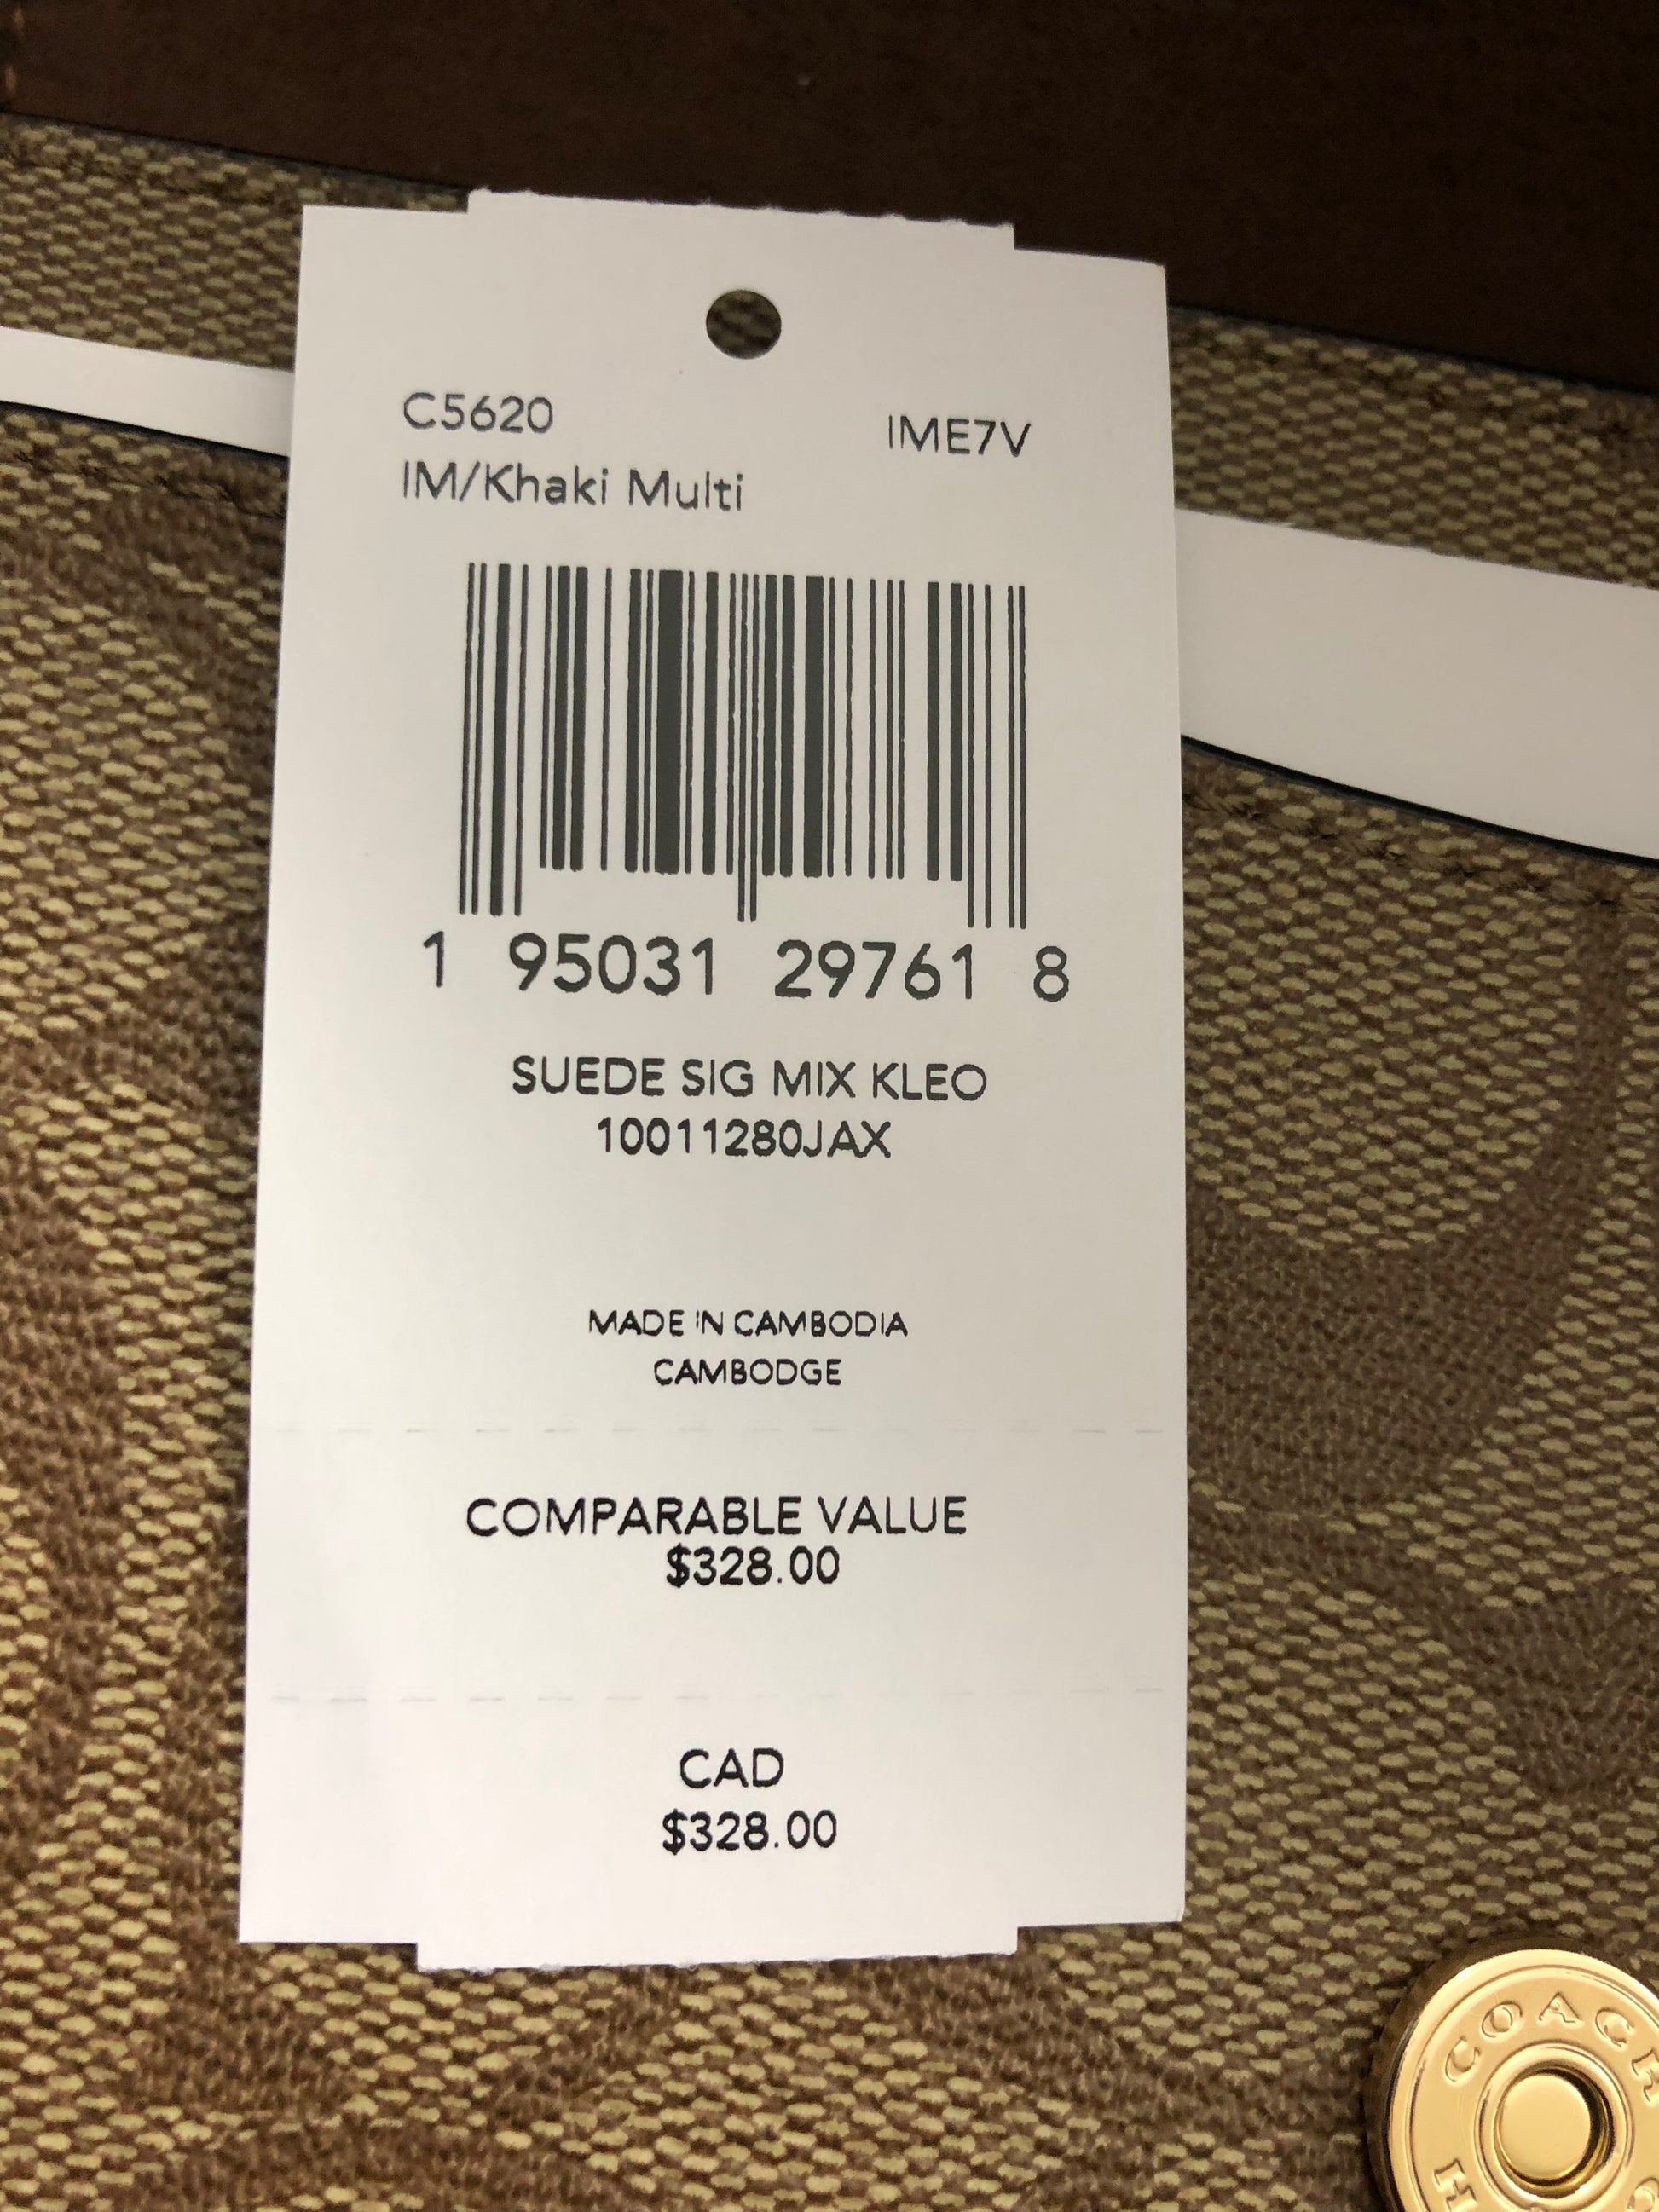 C5620 IME7V
IM/Khaki Multi
1 95031 29761 8
SUEDE SIG MIX KLEO
10011280JAX
MADE IN CAMBODIA
CAMBODGE
COMPARABLE VALUE
$328.00
CAD
$328.00
COACH